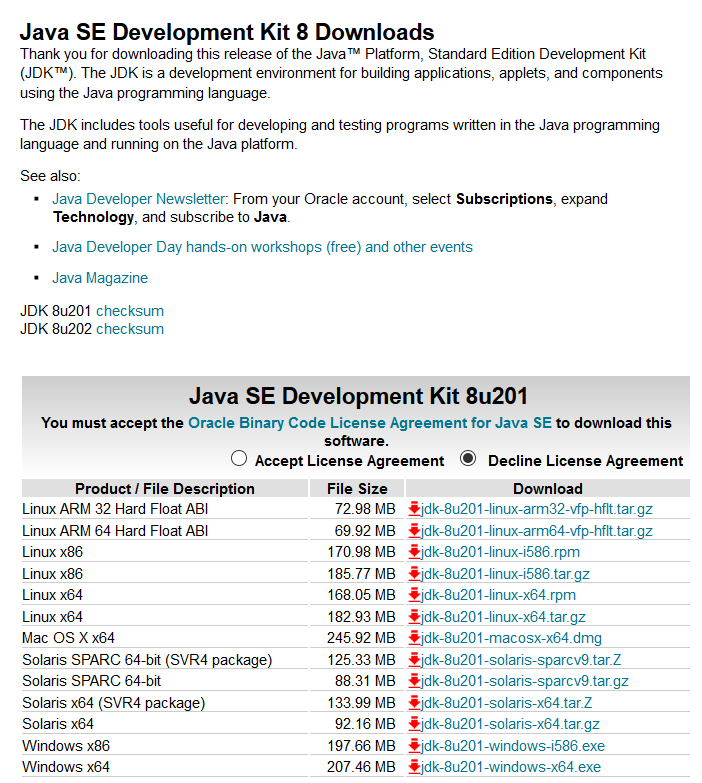 Java SE Development Kit 8 Downloads
Thank you for downloading this release of the Java™ Platform, Standard Edition Development Kit
(JDK™). The JDK is a development environment for building applications, applets, and components
using the Java programming language.
The JDK includes tools useful for developing and testing programs written in the Java programming
language and running on the Java platform.
See also:
▪ Java Developer Newsletter: From your Oracle account, select Subscriptions, expand
Technology, and subscribe to Java.
▪ Java Developer Day hands-on workshops (free) and other events
▪ Java Magazine
JDK 8u201 checksum
JDK 8u202 checksum
Java SE Development Kit 8u201
You must accept the Oracle Binary Code License Agreement for Java SE to download this
software.
Accept License Agreement Decline License Agreement
Product / File Description File Size Download
Linux ARM 32 Hard Float ABI 72.98 MB jdk-8u201-linux-arm32-vfp-hflt.tar.gz
Linux ARM 64 Hard Float ABI 69.92 MB jdk-8u201-linux-arm64-vfp-hflt.tar.gz
Linux x86 170.98 MB jdk-8u201-linux-i586.rpm
Linux x86 185.77 MB jdk-8u201-linux-i586.tar.gz
Linux x64 168.05 MB jdk-8u201-linux-x64.rpm
Linux x64 182.93 MB jdk-8u201-linux-x64.tar.gz
Mac OS X x64 245.92 MB jdk-8u201-macosx-x64.dmg
Solaris SPARC 64-bit (SVR4 package) 125.33 MB jdk-8u201-solaris-sparcv9.tar.Z
Solaris SPARC 64-bit 88.31 MB jdk-8u201-solaris-sparcv9.tar.gz
Solaris x64 (SVR4 package) 133.99 MB jdk-8u201-solaris-x64.tar.Z
Solaris x64 92.16 MB jdk-8u201-solaris-x64.tar.gz
Windows x86 197.66 MB jdk-8u201-windows-i586.exe
Windows x64 207.46 MB jdk-8u201-windows-x64.exe